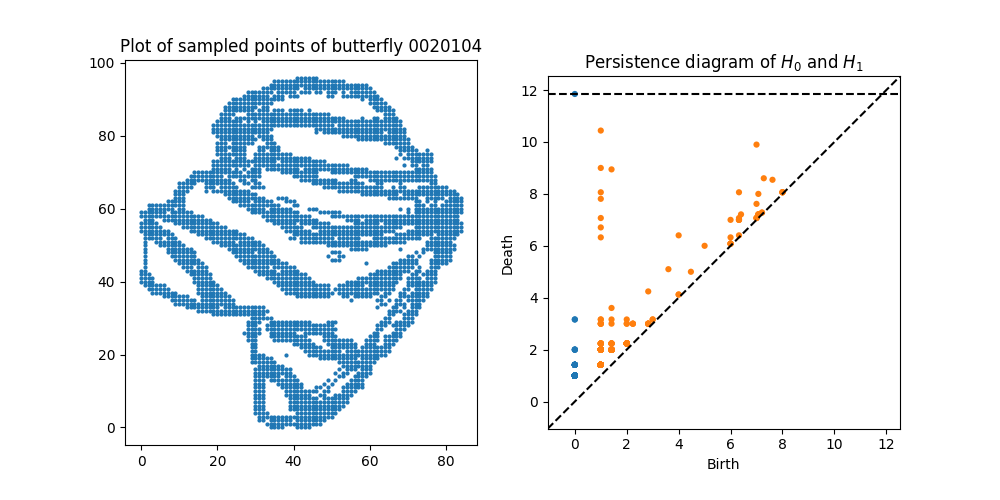 Plot of sampled points of butterfly 0020104
100
80
60
40
20
0
0 20 40 60 80
Persistence diagram of H₀ and H₁
12
10
8
6
4
2
0
Death
0 2 4 6 8 10 12
Birth